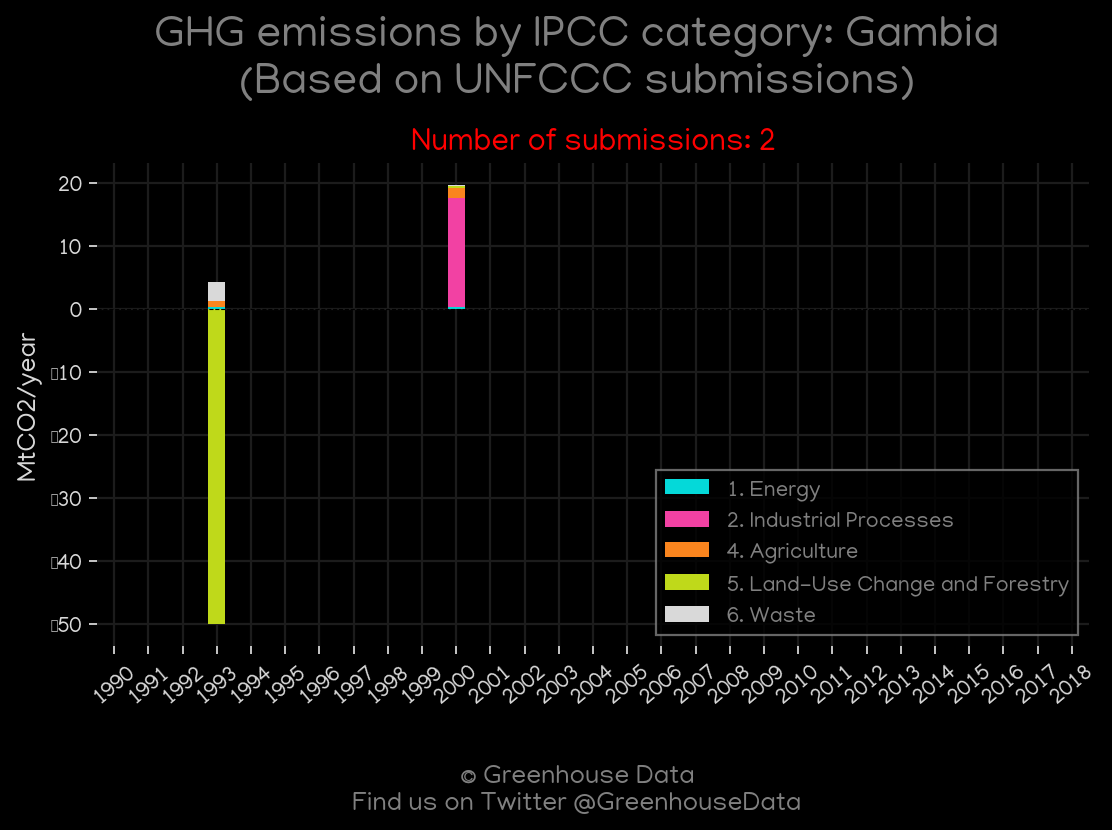 GHG emissions by IPCC category: Gambia
(Based on UNFCCC submissions)
Number of submissions: 2
MtCO2/year
20
10
0
▯10
▯20
▯30
▯40
▯50
1. Energy
2. Industrial Processes
4. Agriculture
5. Land-Use Change and Forestry
6. Waste
1990 1991 1992 1993 1994 1995 1996 1997 1998 1999 2000 2001 2002 2003 2004 2005 2006 2007 2008 2009 2010 2011 2012 2013 2014 2015 2016 2017 2018
© Greenhouse Data
Find us on Twitter @GreenhouseData